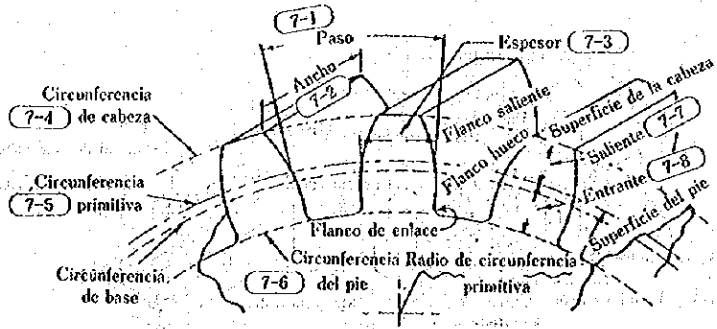 7-1
Paso
Espesor 7-3
Ancho
7-2
Circunferencia
7-4 de cabeza
Flanco saliente
Superficie de la cabeza
Saliente 7-7
Flanco hueco
Entrante 7-8
Circunferencia
7-5 primitiva
Superficie del pie
Flanco de enlace
Circunferencia
de base
Circunferencia
7-6 del pie
Radio de circunferncia
primitiva